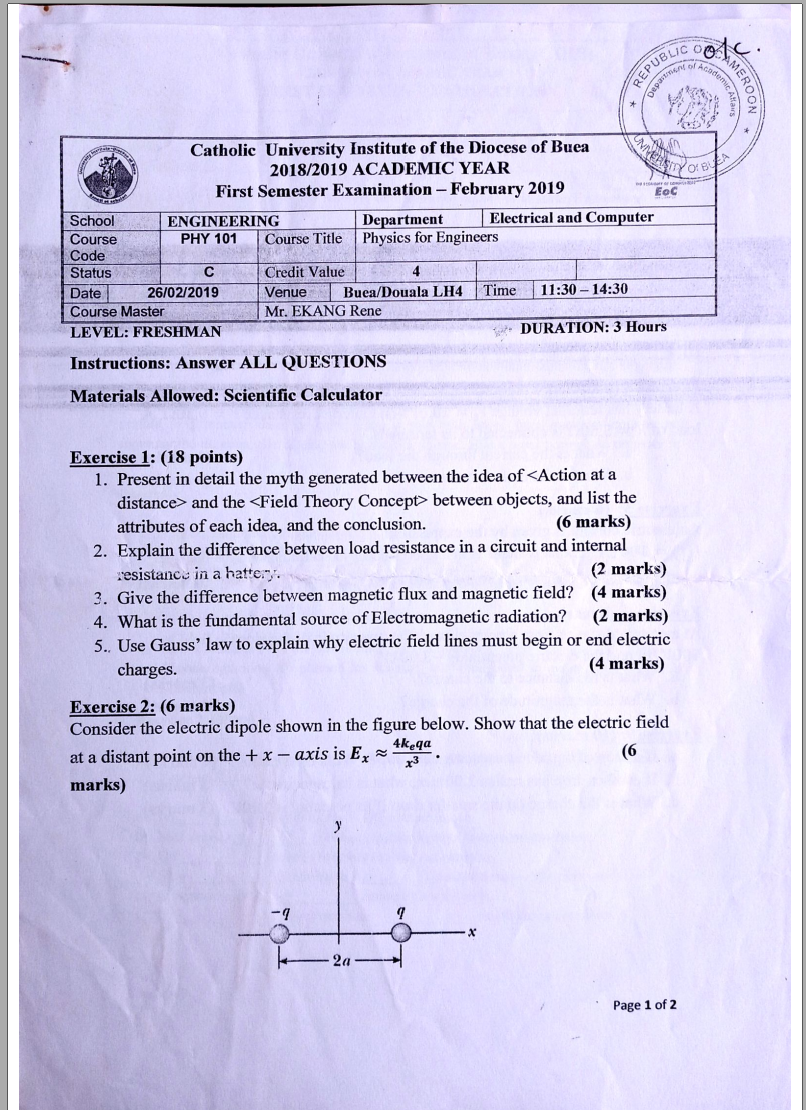 o/c.
REPUBLIC OF CAMEROON
Department of Academic Affairs
UNIVERSITY OF BUEA
EoC
Catholic University Institute of the Diocese of Buea
2018/2019 ACADEMIC YEAR
First Semester Examination – February 2019
School ENGINEERING Department Electrical and Computer
Course Code PHY 101 Course Title Physics for Engineers
Status C Credit Value 4
Date 26/02/2019 Venue Buea/Douala LH4 Time 11:30 – 14:30
Course Master Mr. EKANG Rene
LEVEL: FRESHMAN DURATION: 3 Hours
Instructions: Answer ALL QUESTIONS
Materials Allowed: Scientific Calculator
Exercise 1: (18 points)
1. Present in detail the myth generated between the idea of <Action at a
distance> and the <Field Theory Concept> between objects, and list the
attributes of each idea, and the conclusion. (6 marks)
2. Explain the difference between load resistance in a circuit and internal
resistance in a battery. (2 marks)
3. Give the difference between magnetic flux and magnetic field? (4 marks)
4. What is the fundamental source of Electromagnetic radiation? (2 marks)
5.. Use Gauss' law to explain why electric field lines must begin or end electric
charges. (4 marks)
Exercise 2: (6 marks)
Consider the electric dipole shown in the figure below. Show that the electric field
at a distant point on the + x − axis is Eₓ ≈ 4kₑqa/x³ . (6
marks)
y
−q q
x
2a
Page 1 of 2